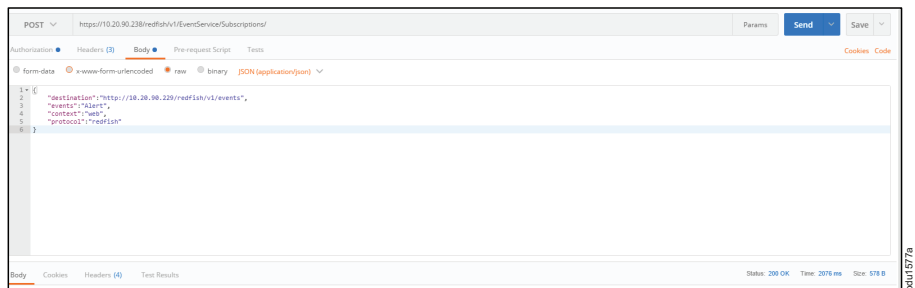 POST https://10.20.90.238/redfish/v1/EventService/Subscriptions/ Params Send Save
Authorization Headers (3) Body Pre-request Script Tests Cookies Code
form-data x-www-form-urlencoded raw binary JSON (application/json)
1 {
2 "destination":"http://10.20.90.229/redfish/v1/events",
3 "events":"Alert",
4 "context":"web",
5 "protocol":"redfish"
6 }
Body Cookies Headers (4) Test Results Status: 200 OK Time: 2076 ms Size: 578 B